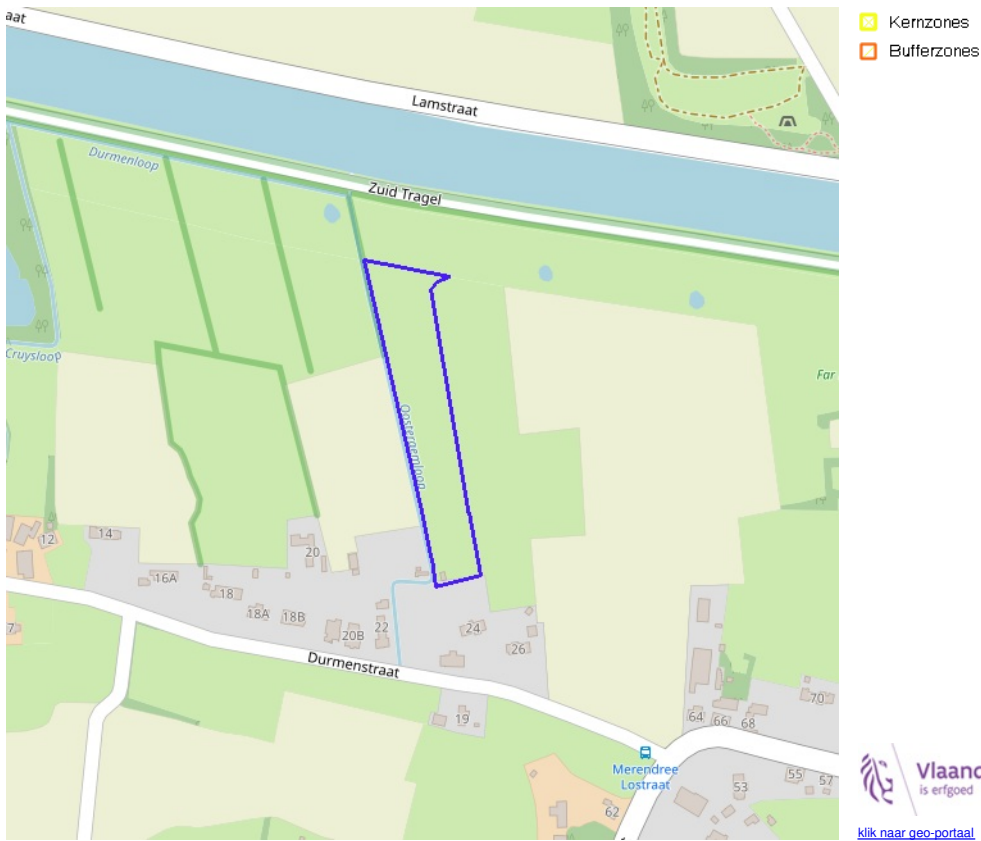 aat
Lamstraat
Durmenloop
Zuid Tragel
Cruysloop
Oostergemloop
Far
12
14
16A
18
18A
18B
20
20B
22
24
26
7
Durmenstraat
19
Merendree
Lostraat
62
64
66
68
70
53
55
57
Kernzones
Bufferzones
Vlaand
is erfgoed
klik naar geo-portaal